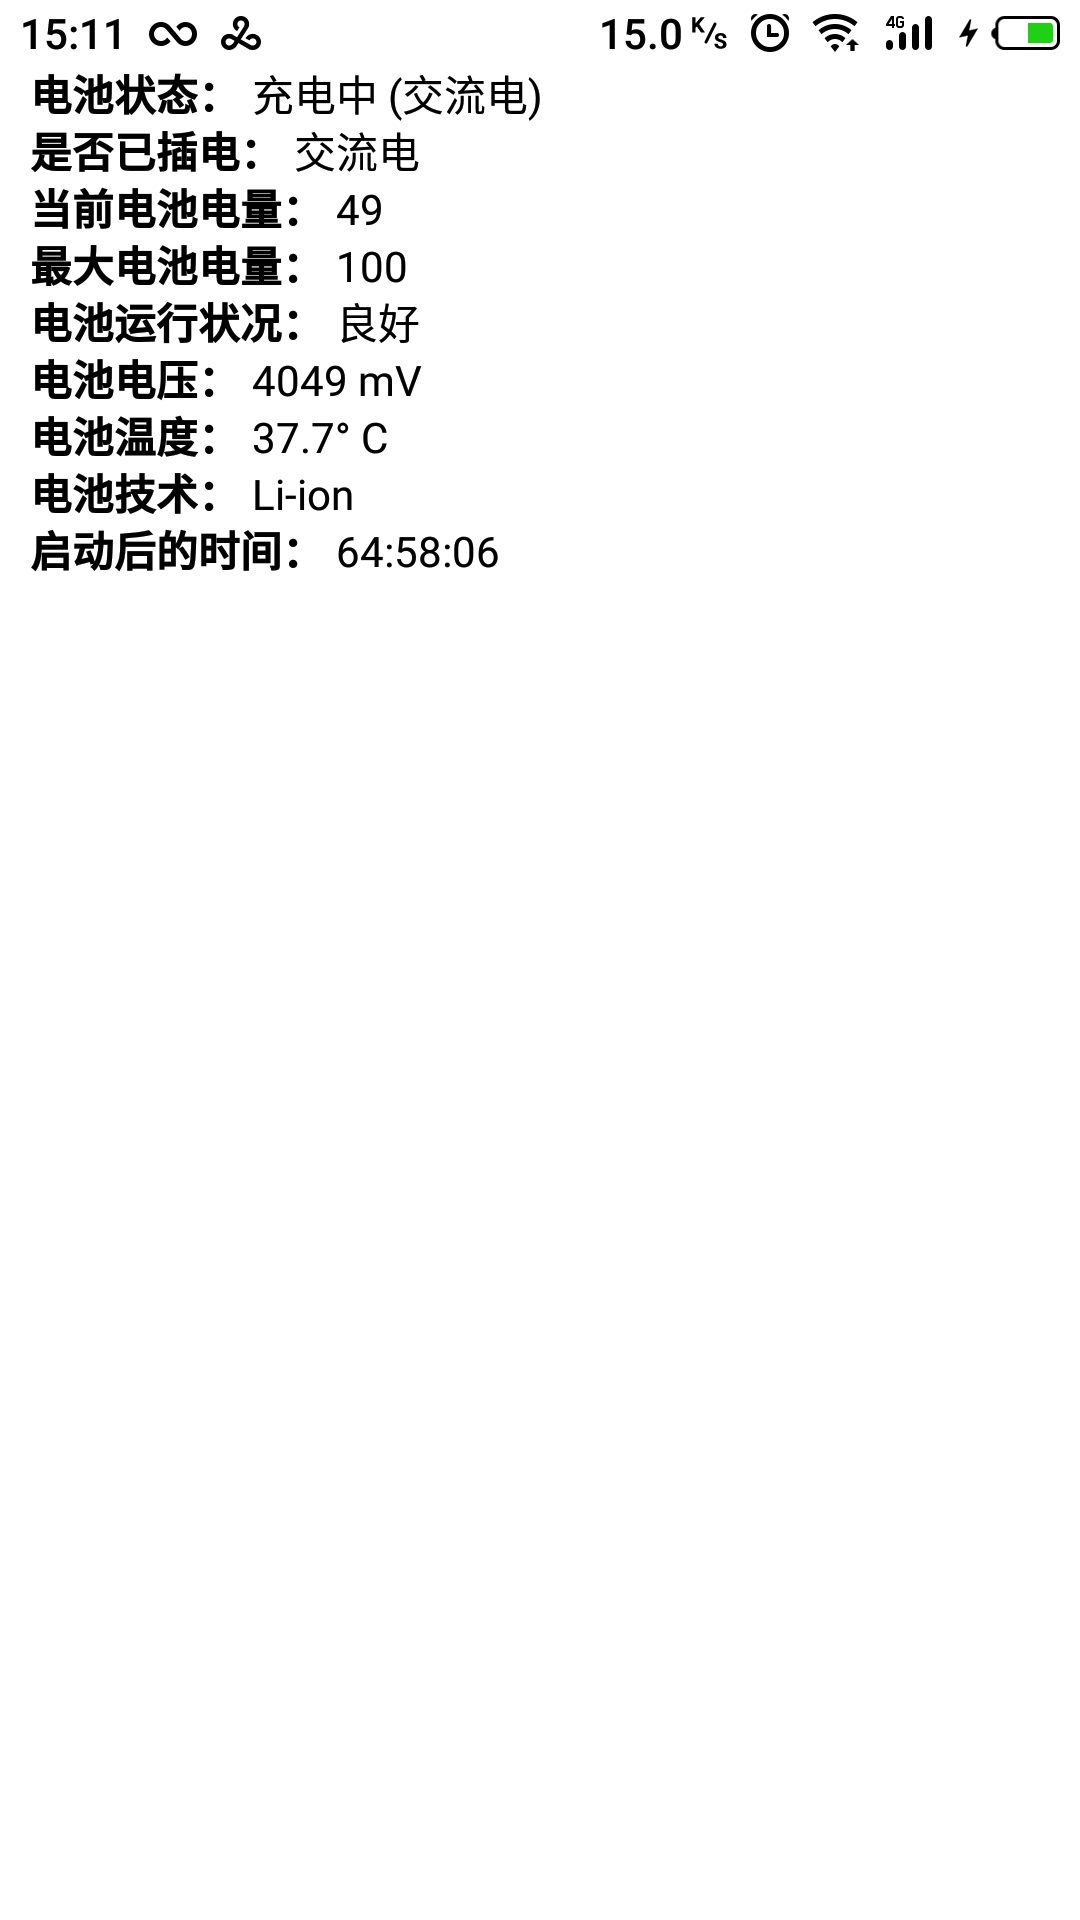 15:11 15.0 K/s 4G
电池状态： 充电中 (交流电)
是否已插电： 交流电
当前电池电量： 49
最大电池电量： 100
电池运行状况： 良好
电池电压： 4049 mV
电池温度： 37.7° C
电池技术： Li-ion
启动后的时间： 64:58:06